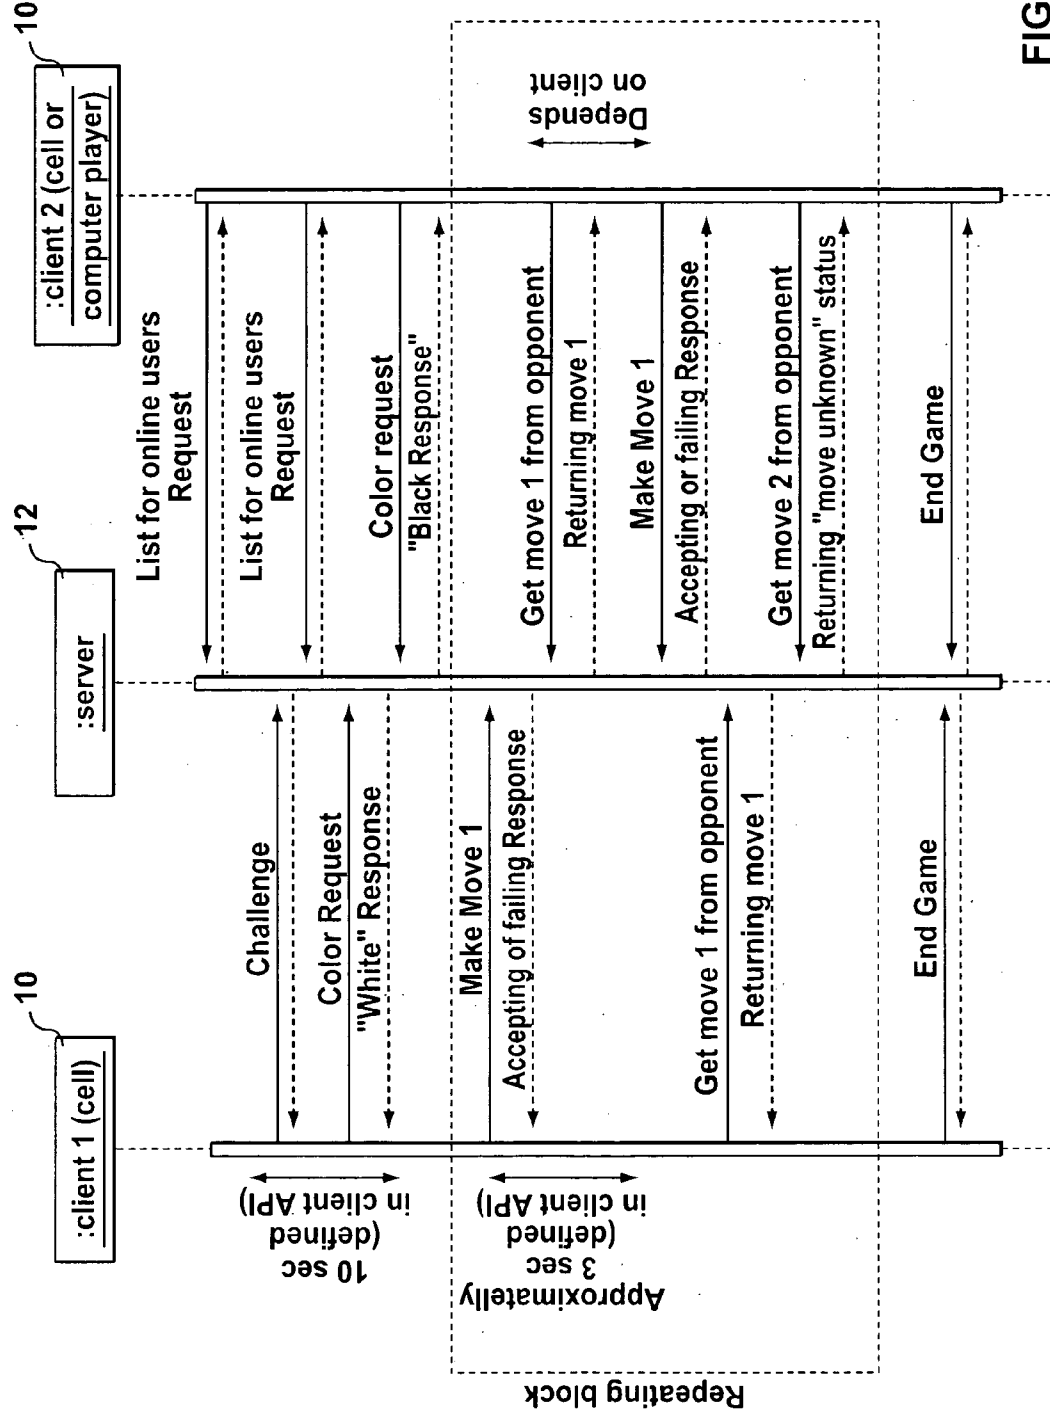 10
:client 1 (cell)
12
:server
10
:client 2 (cell or
computer player)
List for online users
Request
List for online users
Request
Challenge
Color Request
"White" Response
Color request
"Black Response"
10 sec
(defined
in client API)
Make Move 1
Accepting of failing Response
Approximatelly
3 sec
(defined
in client API)
Get move 1 from opponent
Returning move 1
Depends
on client
Make Move 1
Accepting or failing Response
Get move 1 from opponent
Returning move 1
Get move 2 from opponent
Returning "move unknown" status
Repeating block
End Game
End Game
FIG